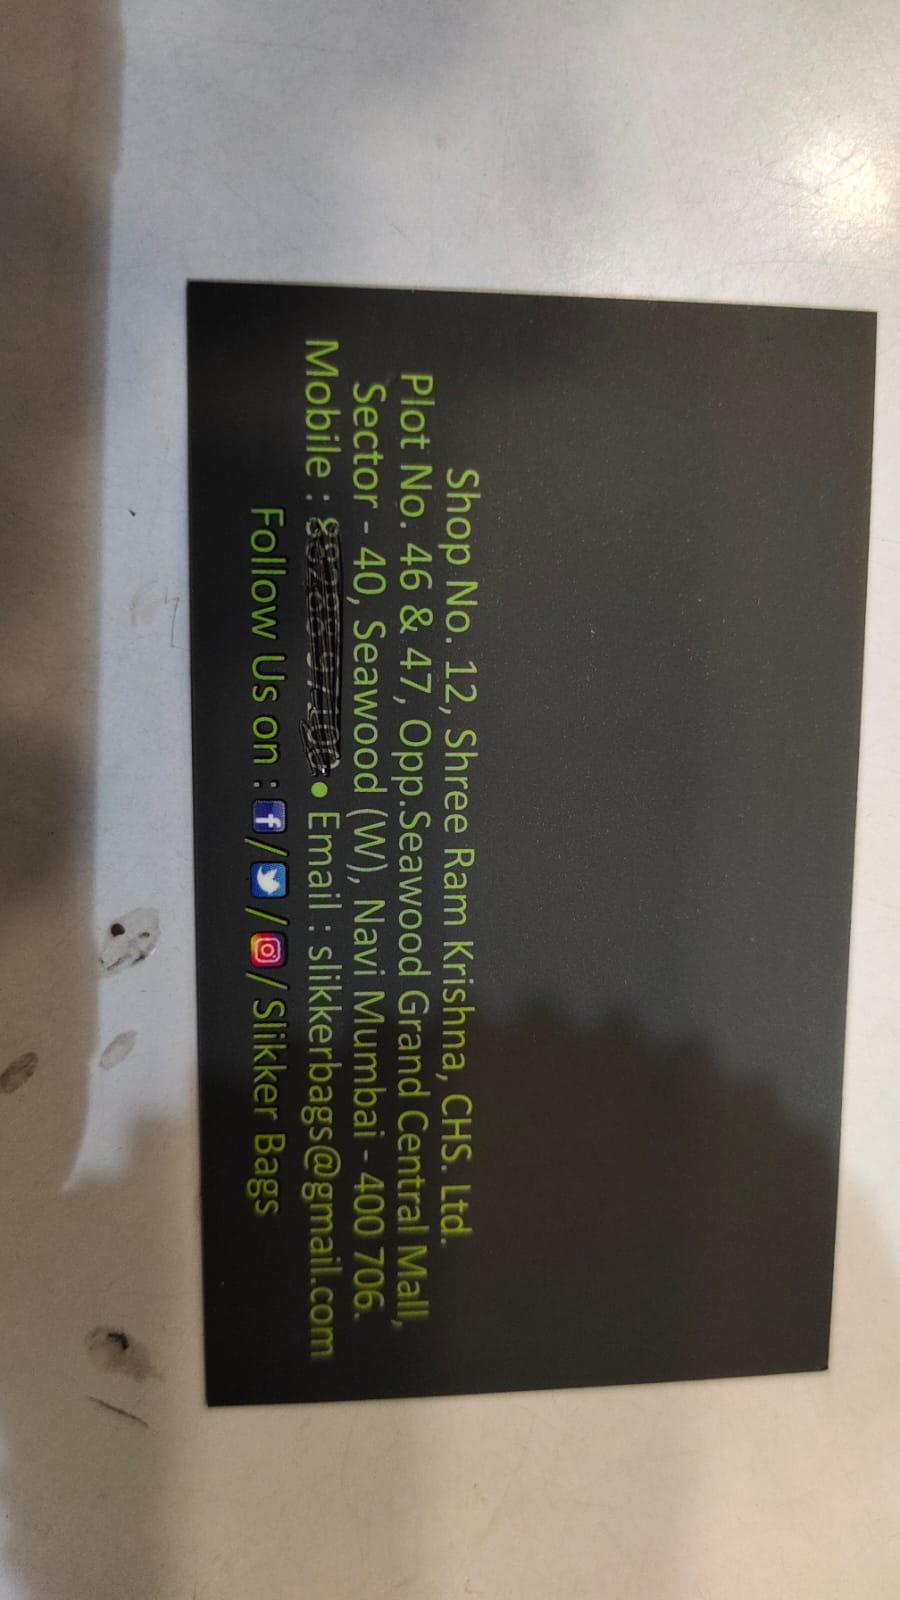 Shop No. 12, Shree Ram Krishna, CHS. Ltd.
Plot No. 46 & 47, Opp.Seawood Grand Central Mall,
Sector - 40, Seawood (W), Navi Mumbai - 400 706.
Mobile : ● Email : slikkerbags@gmail.com
Follow Us on : f / / / Slikker Bags